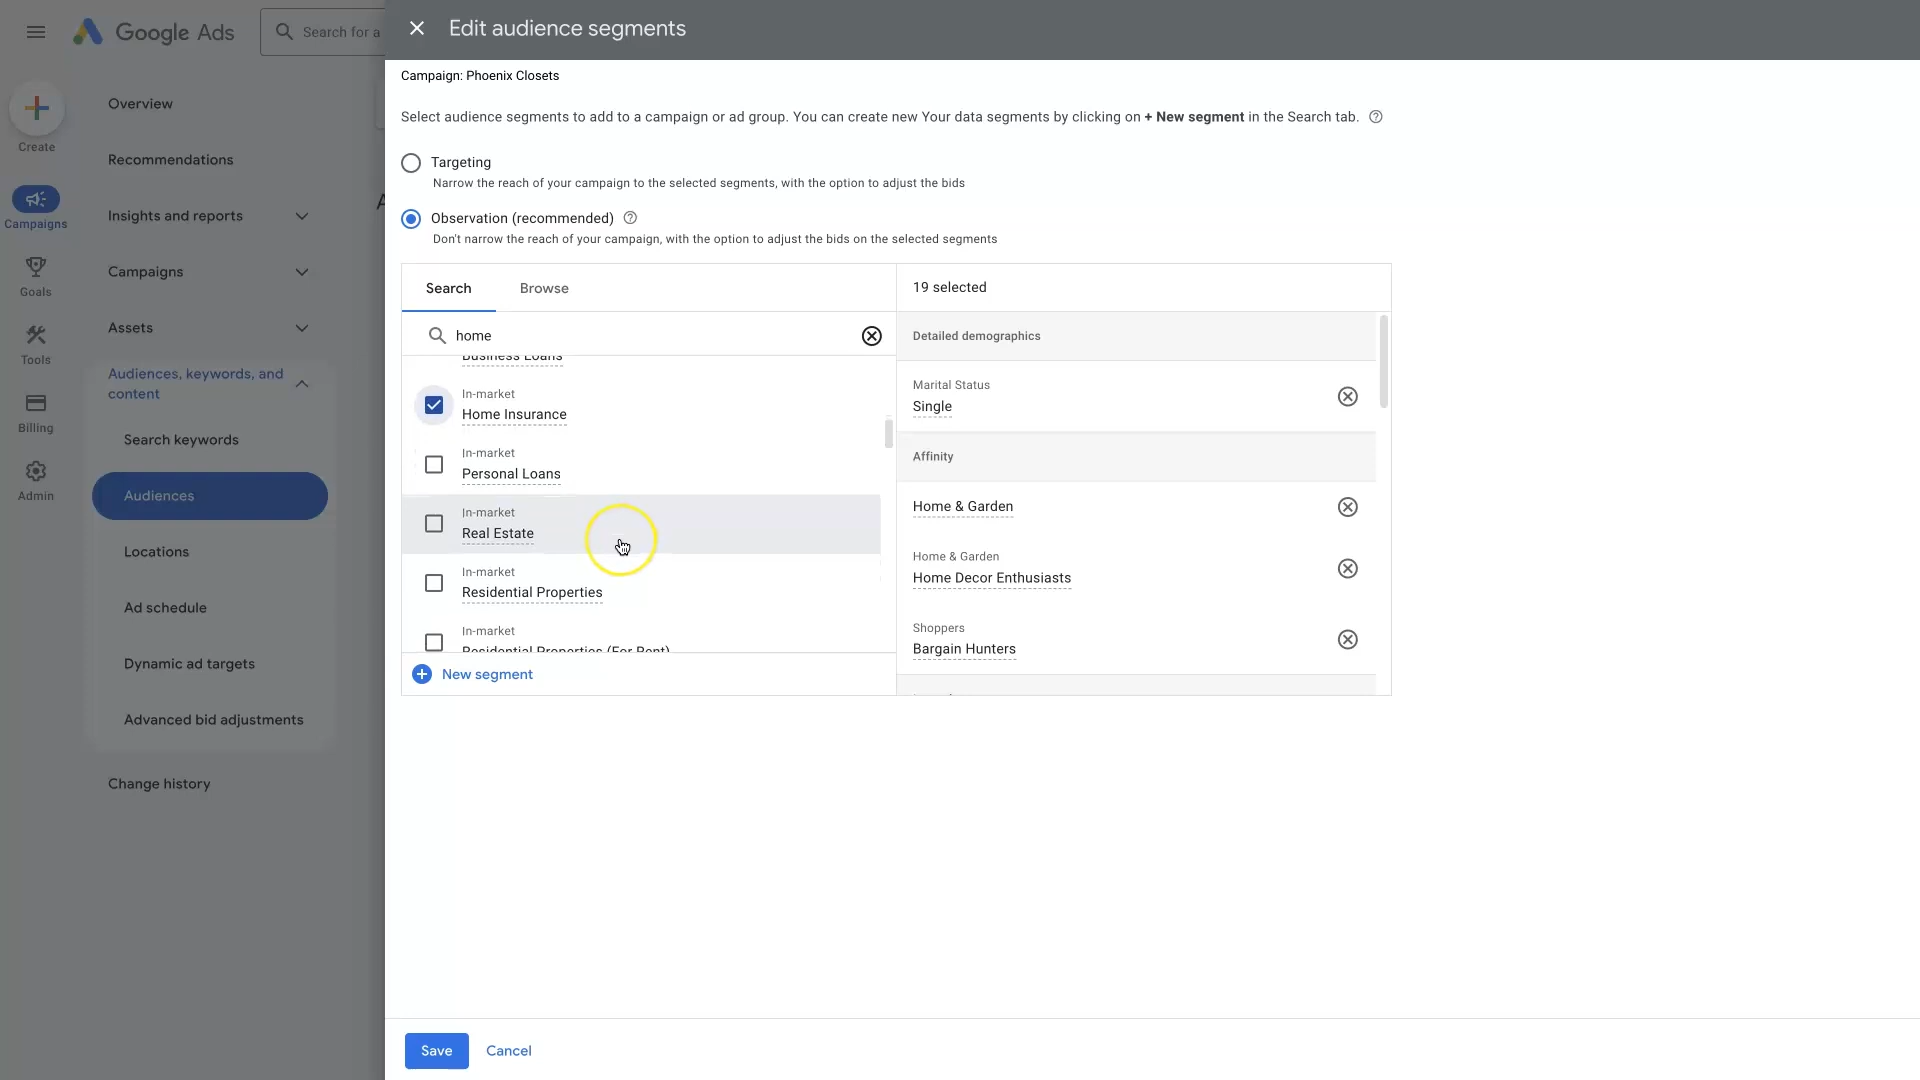 Google Ads
Search for a
Edit audience segments
Create
Campaigns
Goals
Tools
Billing
Admin
Overview
Recommendations
Insights and reports
Campaigns
Assets
Audiences, keywords, and
content
Search keywords
Audiences
Locations
Ad schedule
Dynamic ad targets
Advanced bid adjustments
Change history
Campaign: Phoenix Closets
Select audience segments to add to a campaign or ad group. You can create new Your data segments by clicking on + New segment in the Search tab.
Targeting
Narrow the reach of your campaign to the selected segments, with the option to adjust the bids
Observation (recommended)
Don't narrow the reach of your campaign, with the option to adjust the bids on the selected segments
Search
Browse
home
Business Loans
In-market
Home Insurance
In-market
Personal Loans
In-market
Real Estate
In-market
Residential Properties
In-market
Residential Properties (For Rent)
New segment
19 selected
Detailed demographics
Marital Status
Single
Affinity
Home & Garden
Home & Garden
Home Decor Enthusiasts
Shoppers
Bargain Hunters
Save
Cancel